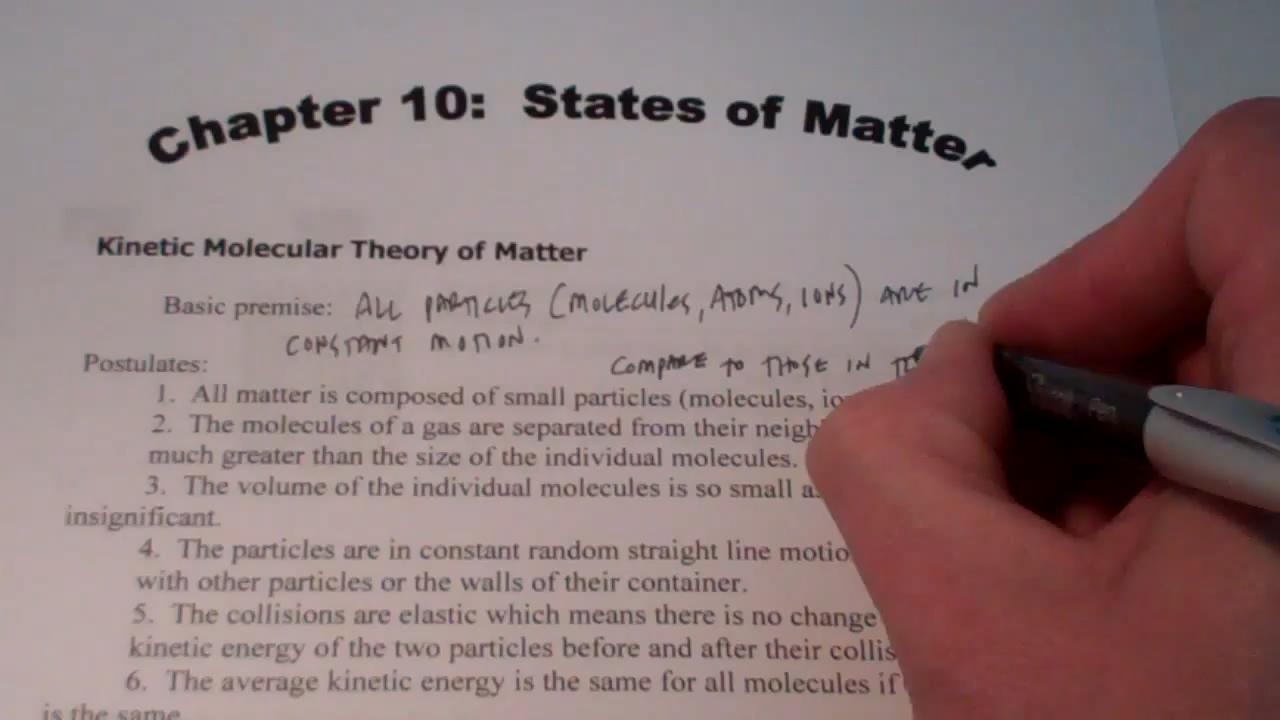 Chapter 10: States of Matter
Kinetic Molecular Theory of Matter
Basic premise: ALL PARTICLES (MOLECULES, ATOMS, IONS) ARE IN
CONSTANT MOTION.
COMPARE TO THOSE IN
Postulates:
1. All matter is composed of small particles (molecules,
2. The molecules of a gas are separated from their
much greater than the size of the individual molecules.
3. The volume of the individual molecules is so small
insignificant.
4. The particles are in constant random straight line
with other particles or the walls of their container.
5. The collisions are elastic which means there is no change
kinetic energy of the two particles before and after their
6. The average kinetic energy is the same for all molecules if
is the same